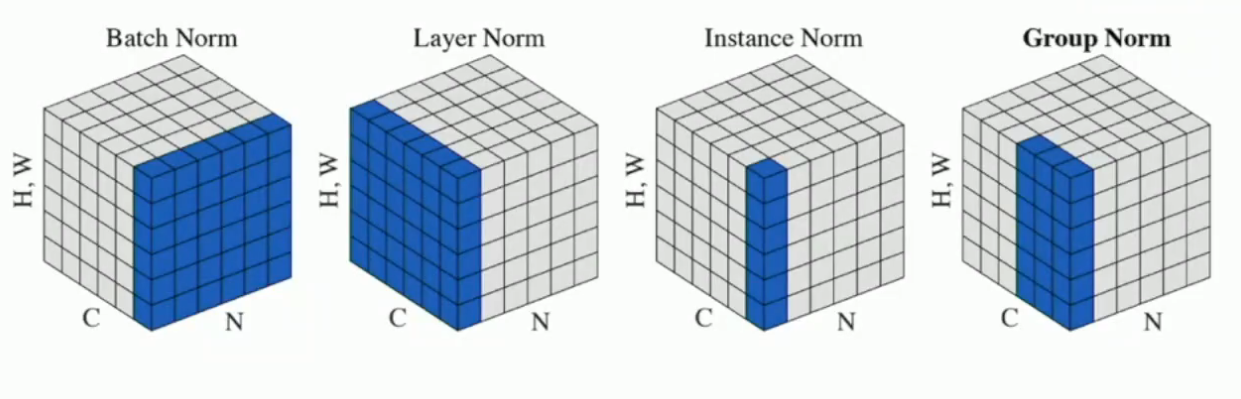 Batch Norm
Layer Norm
Instance Norm
Group Norm
H, W
C
N
H, W
C
N
H, W
C
N
H, W
C
N